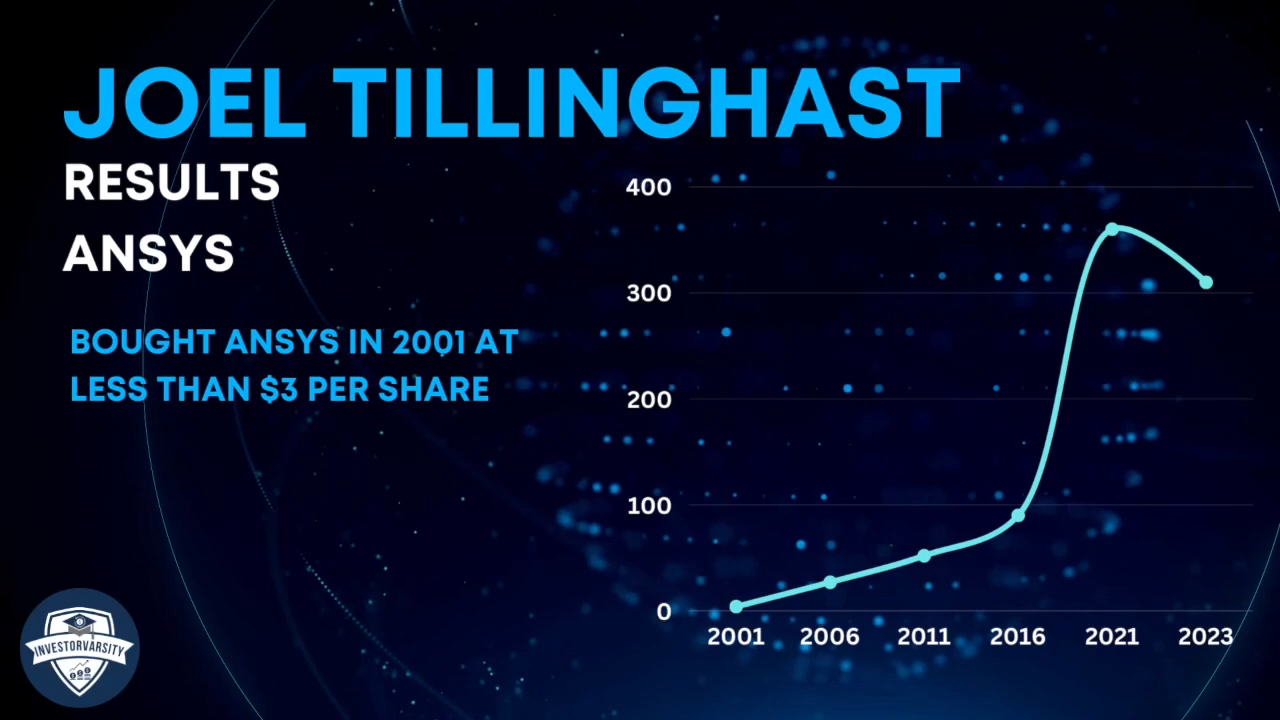 JOEL TILLINGHAST
RESULTS
ANSYS
BOUGHT ANSYS IN 2001 AT
LESS THAN $3 PER SHARE
400
300
200
100
0
2001 2006 2011 2016 2021 2023
INVESTORVARSITY